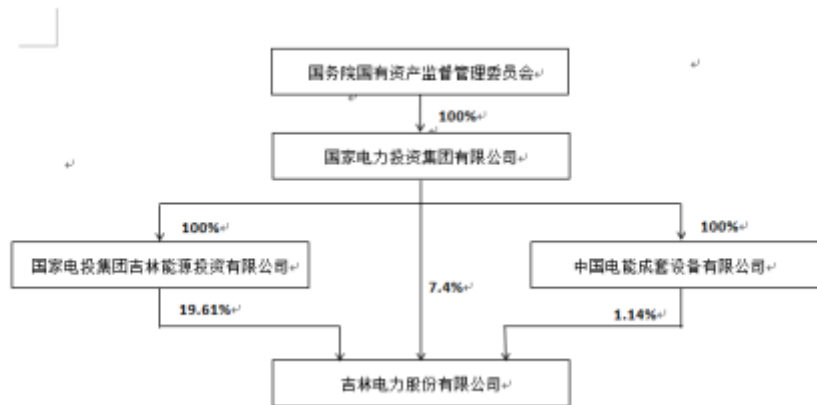 国务院国有资产监督管理委员会
100%
国家电力投资集团有限公司
100%
100%
国家电投集团吉林能源投资有限公司
中国电能成套设备有限公司
7.4%
19.61%
1.14%
吉林电力股份有限公司